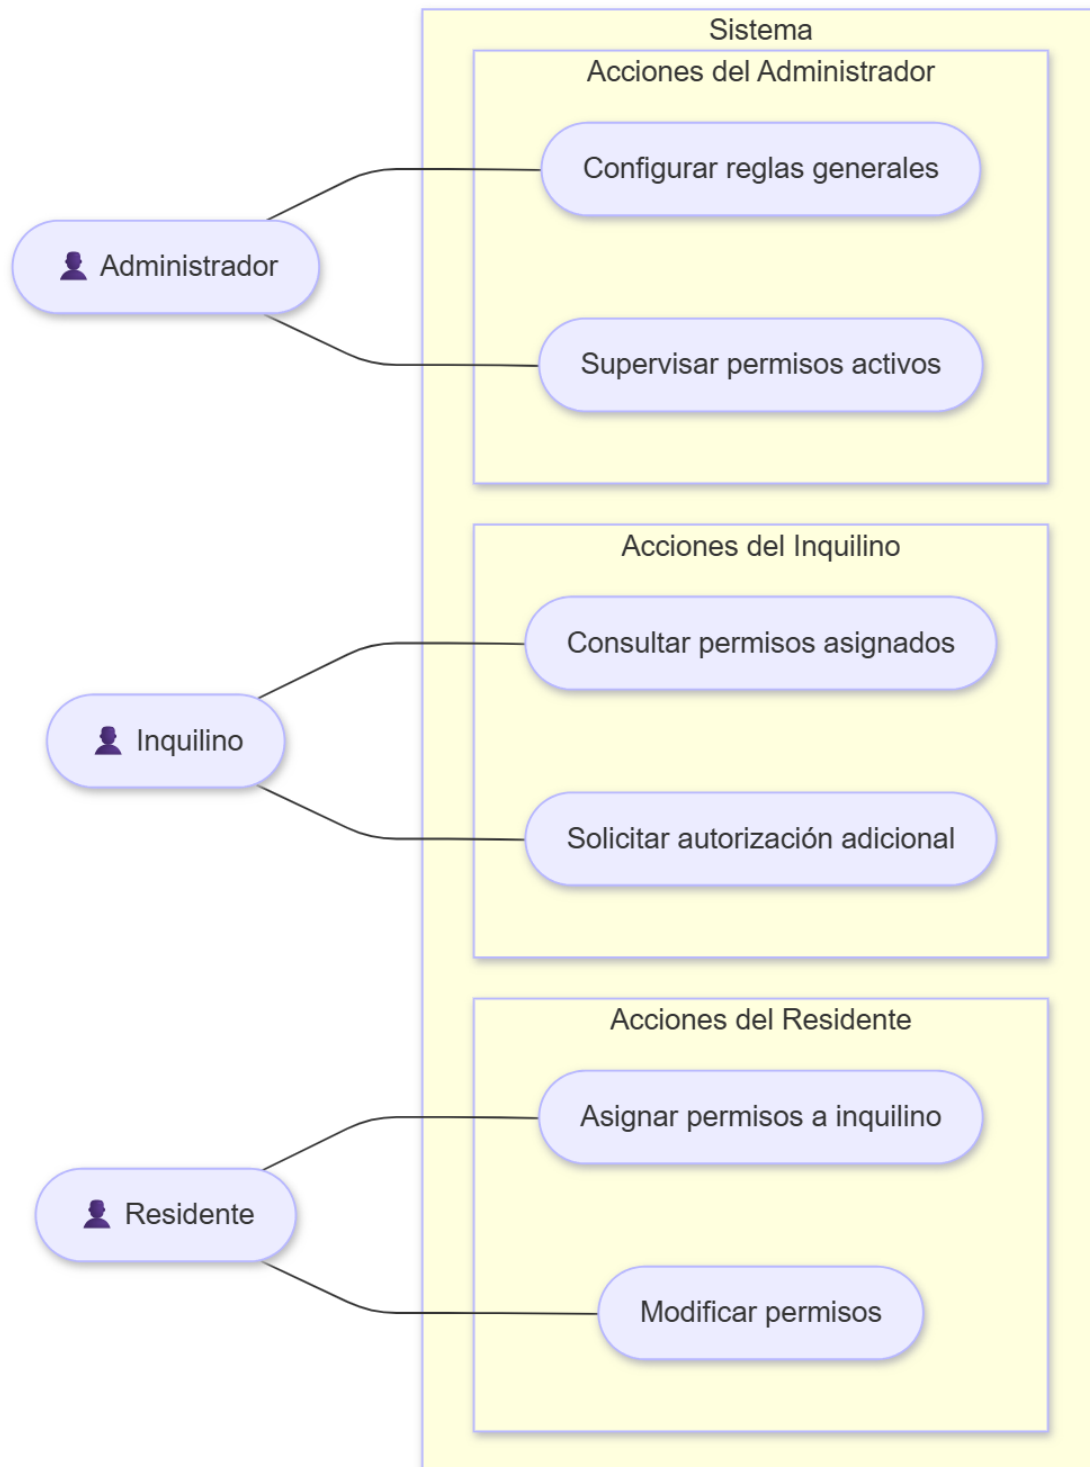 Sistema
Acciones del Administrador
Configurar reglas generales
Administrador
Supervisar permisos activos
Acciones del Inquilino
Consultar permisos asignados
Inquilino
Solicitar autorización adicional
Acciones del Residente
Asignar permisos a inquilino
Residente
Modificar permisos